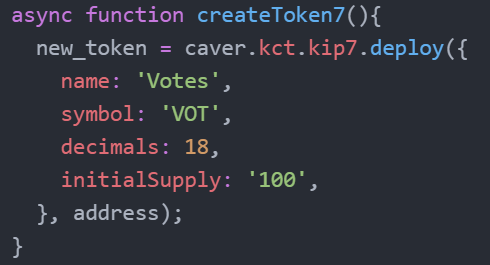 async function createToken7(){
  new_token = caver.kct.kip7.deploy({
    name: 'Votes',
    symbol: 'VOT',
    decimals: 18,
    initialSupply: '100',
  }, address);
}